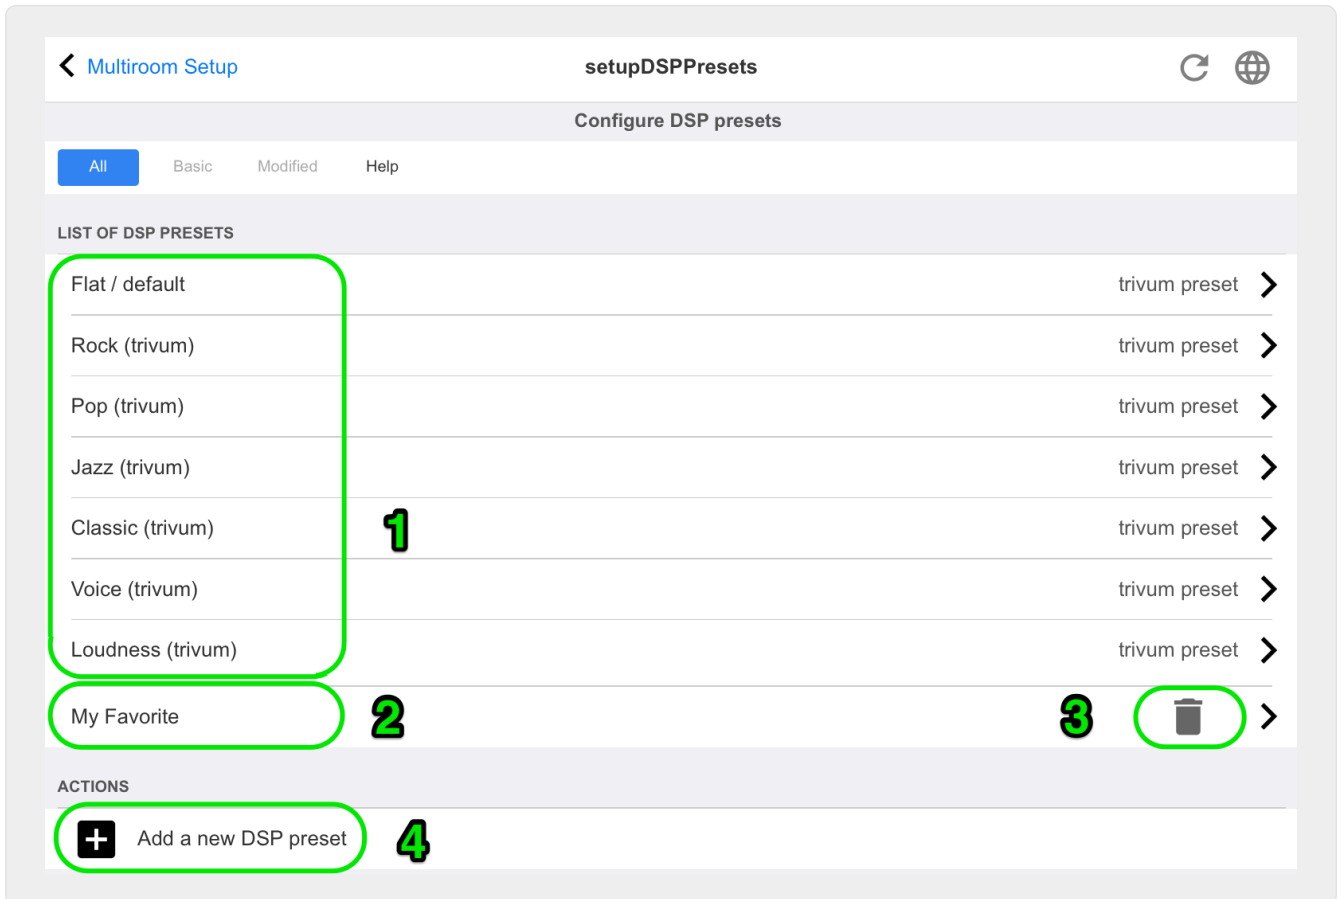 Multiroom Setup setupDSPPresets
Configure DSP presets
All Basic Modified Help
LIST OF DSP PRESETS
Flat / default trivum preset
Rock (trivum) trivum preset
Pop (trivum) trivum preset
Jazz (trivum) trivum preset
Classic (trivum) 1 trivum preset
Voice (trivum) trivum preset
Loudness (trivum) trivum preset
My Favorite 2 3
ACTIONS
Add a new DSP preset 4